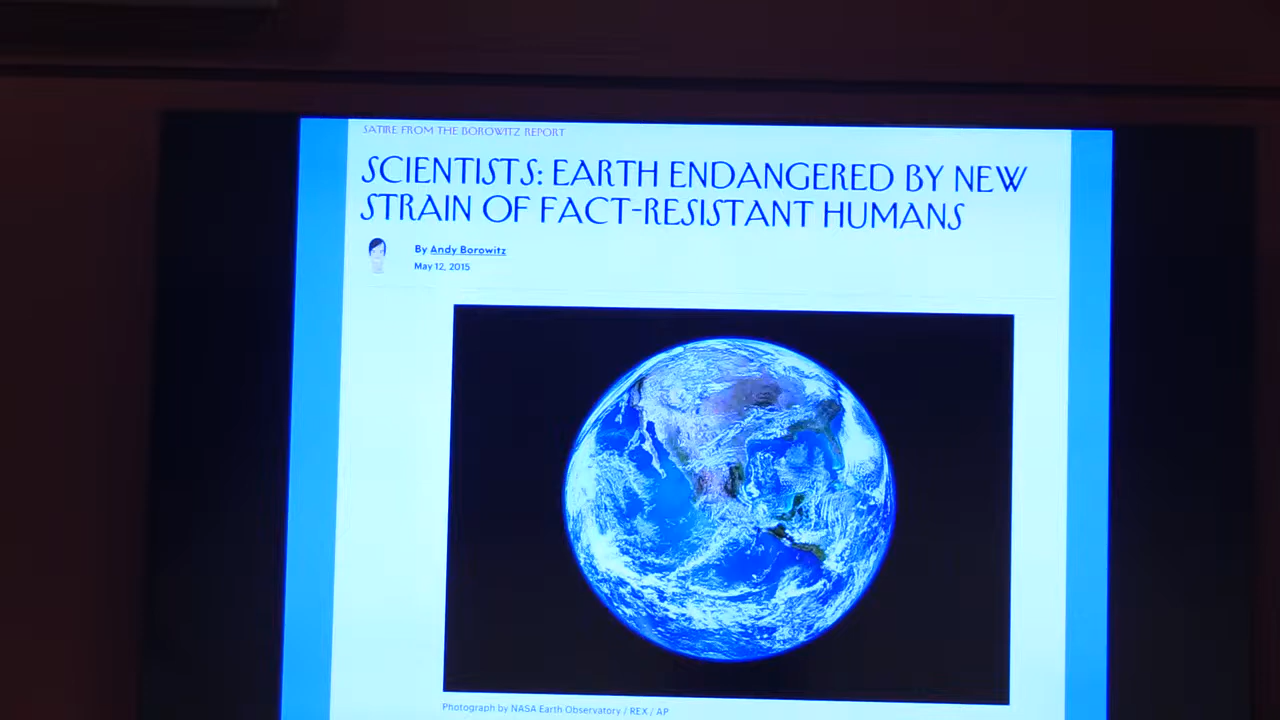 SATIRE FROM THE BOROWITZ REPORT
SCIENTISTS: EARTH ENDANGERED BY NEW
STRAIN OF FACT-RESISTANT HUMANS
By Andy Borowitz
May 12, 2015
Photograph by NASA Earth Observatory / REX / AP